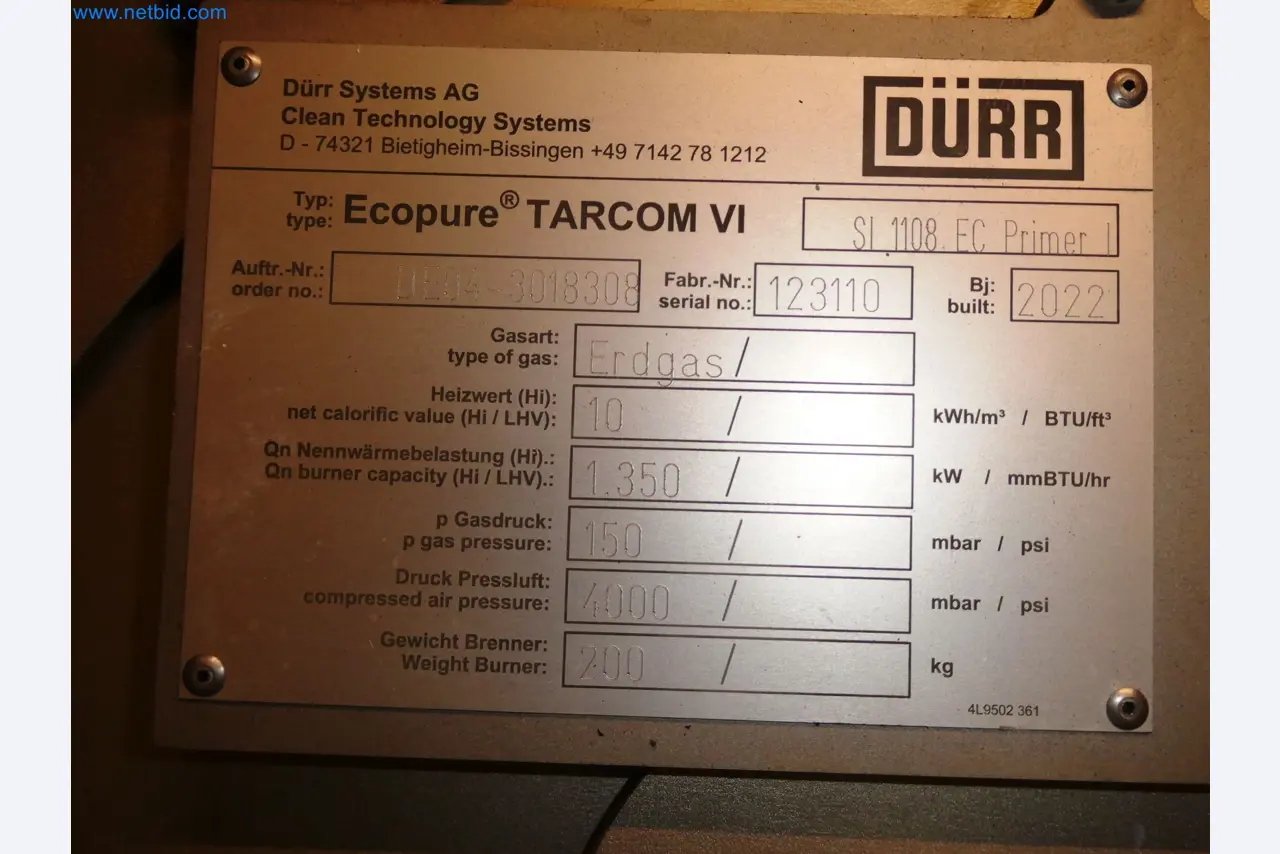 www.netbid.com
Dürr Systems AG
Clean Technology Systems
D - 74321 Bietigheim-Bissingen +49 7142 78 1212
DÜRR
Typ:
type:
Ecopure® TARCOM VI
SI 1108 EC Primer I
Auftr.-Nr.:
order no.:
DE04-3018308
Fabr.-Nr.:
serial no.:
123110
Bj:
built:
2022
Gasart:
type of gas:
Erdgas /
Heizwert (Hi):
net calorific value (Hi / LHV):
10 /
kWh/m³ / BTU/ft³
Qn Nennwärmebelastung (Hi).:
Qn burner capacity (Hi / LHV).:
1.350 /
kW / mmBTU/hr
p Gasdruck:
p gas pressure:
150 /
mbar / psi
Druck Pressluft:
compressed air pressure:
4000 /
mbar / psi
Gewicht Brenner:
Weight Burner:
200 /
kg
4L9502 361